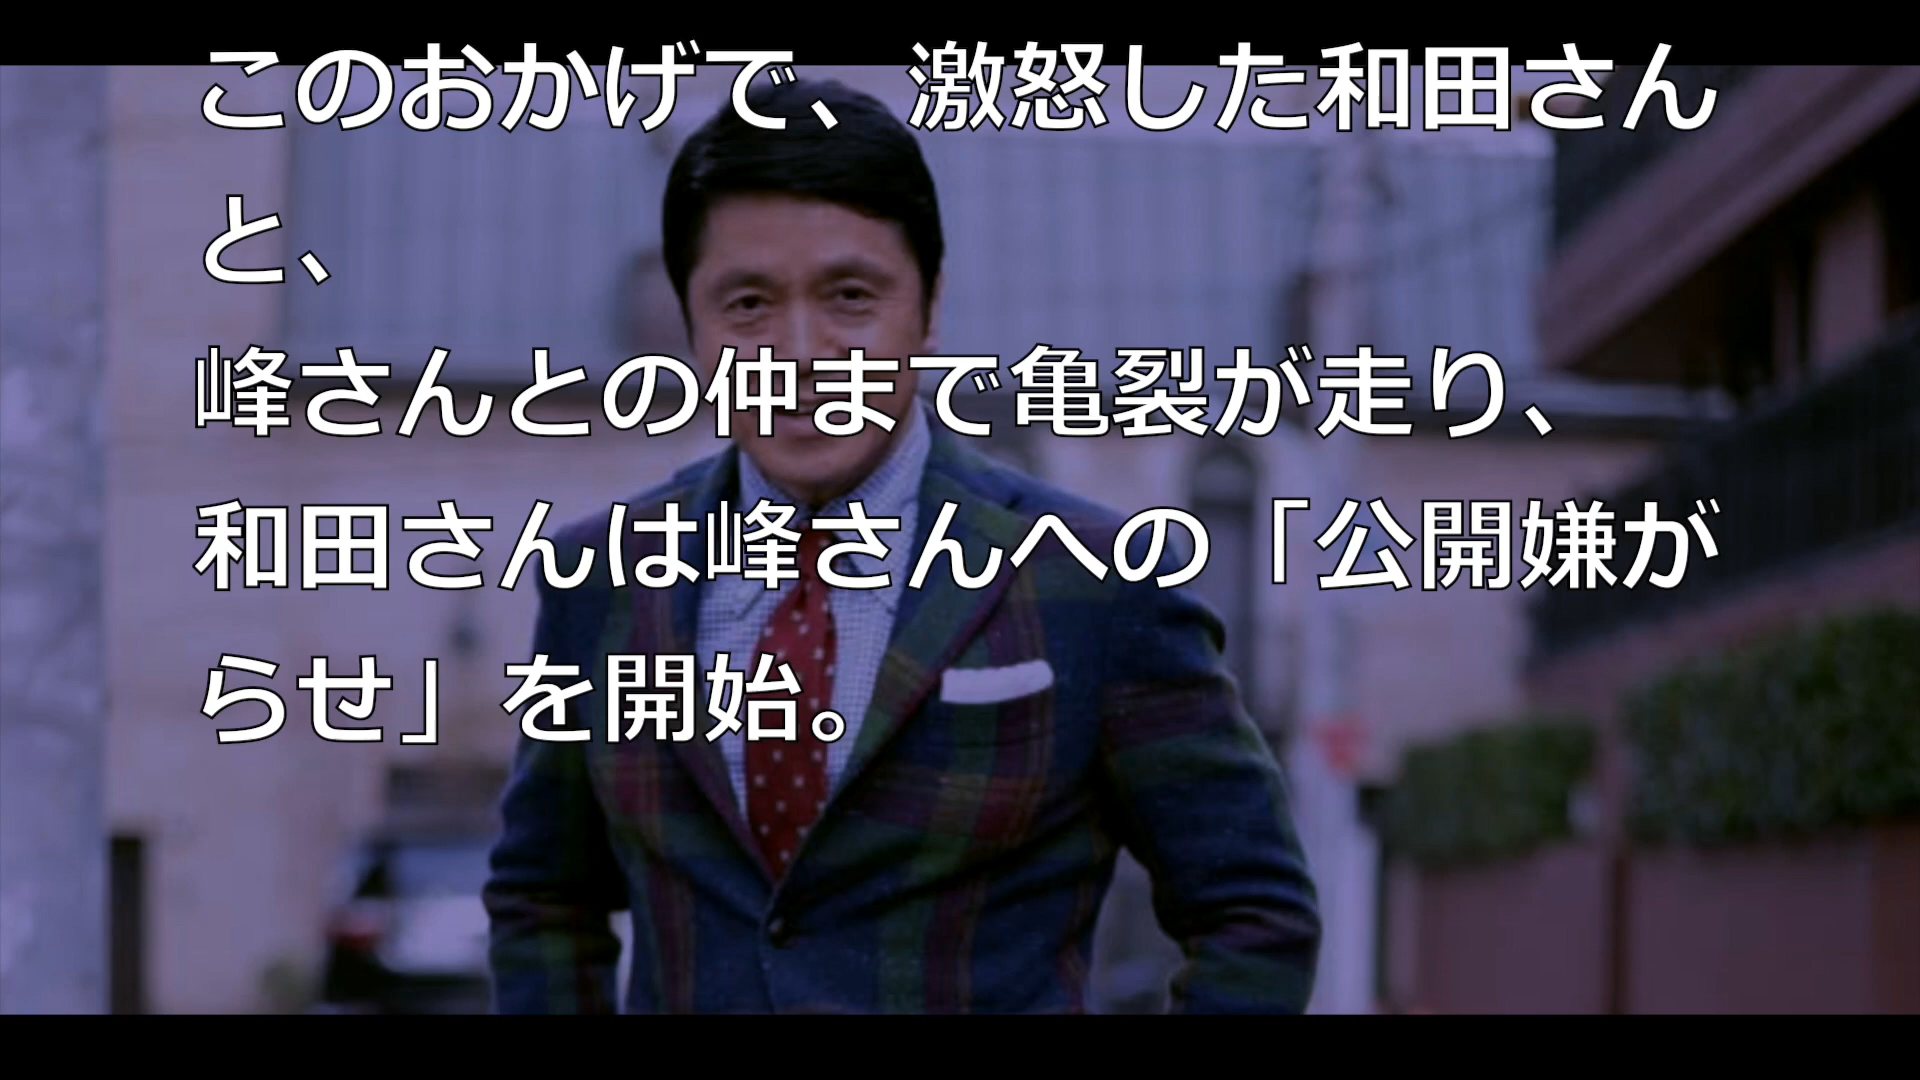 このおかげで、激怒した和田さん
と、
峰さんとの仲まで亀裂が走り、
和田さんは峰さんへの「公開嫌が
らせ」を開始。